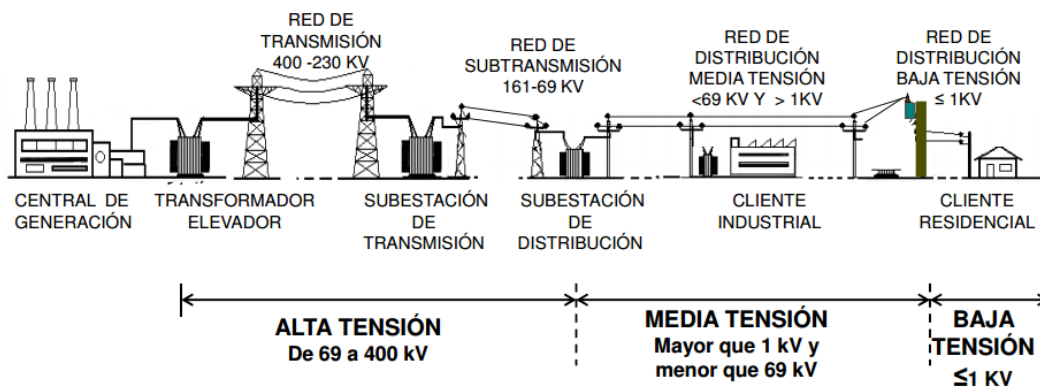 RED DE
TRANSMISIÓN
400 -230 KV
RED DE
SUBTRANSMISIÓN
161-69 KV
RED DE
DISTRIBUCIÓN
MEDIA TENSIÓN
<69 KV Y > 1KV
RED DE
DISTRIBUCIÓN
BAJA TENSIÓN
≤ 1KV
CENTRAL DE
GENERACIÓN
TRANSFORMADOR
ELEVADOR
SUBESTACIÓN
DE
TRANSMISIÓN
SUBESTACIÓN
DE
DISTRIBUCIÓN
CLIENTE
INDUSTRIAL
CLIENTE
RESIDENCIAL
ALTA TENSIÓN
De 69 a 400 kV
MEDIA TENSIÓN
Mayor que 1 kV y
menor que 69 kV
BAJA
TENSIÓN
≤1 KV